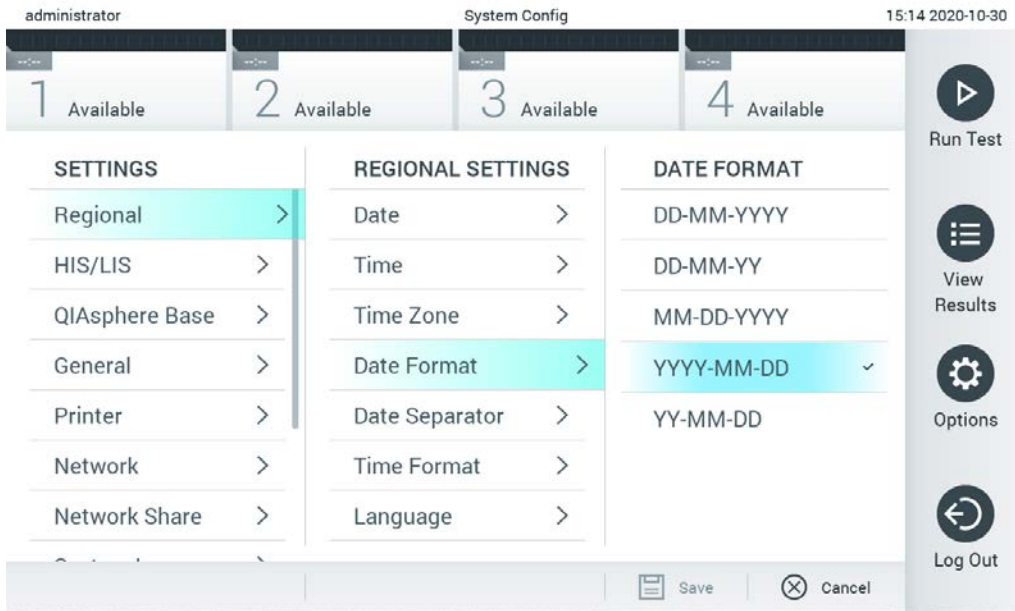 administrator
System Config
15:14 2020-10-30
--:--
--:--
--:--
--:--
1 Available
2 Available
3 Available
4 Available
SETTINGS
Regional
HIS/LIS
QIAsphere Base
General
Printer
Network
Network Share
REGIONAL SETTINGS
Date
Time
Time Zone
Date Format
Date Separator
Time Format
Language
DATE FORMAT
DD-MM-YYYY
DD-MM-YY
MM-DD-YYYY
YYYY-MM-DD
YY-MM-DD
Save
Cancel
Run Test
View
Results
Options
Log Out